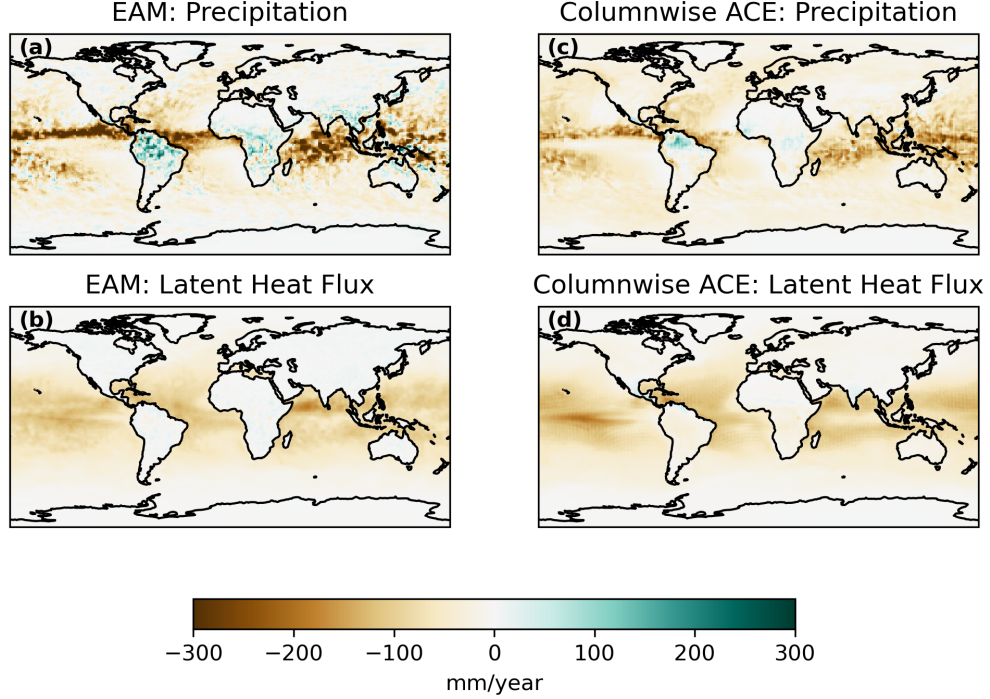 EAM: Precipitation
Columnwise ACE: Precipitation
(a)
(c)
EAM: Latent Heat Flux
Columnwise ACE: Latent Heat Flux
(b)
(d)
−300 −200 −100 0 100 200 300
mm/year